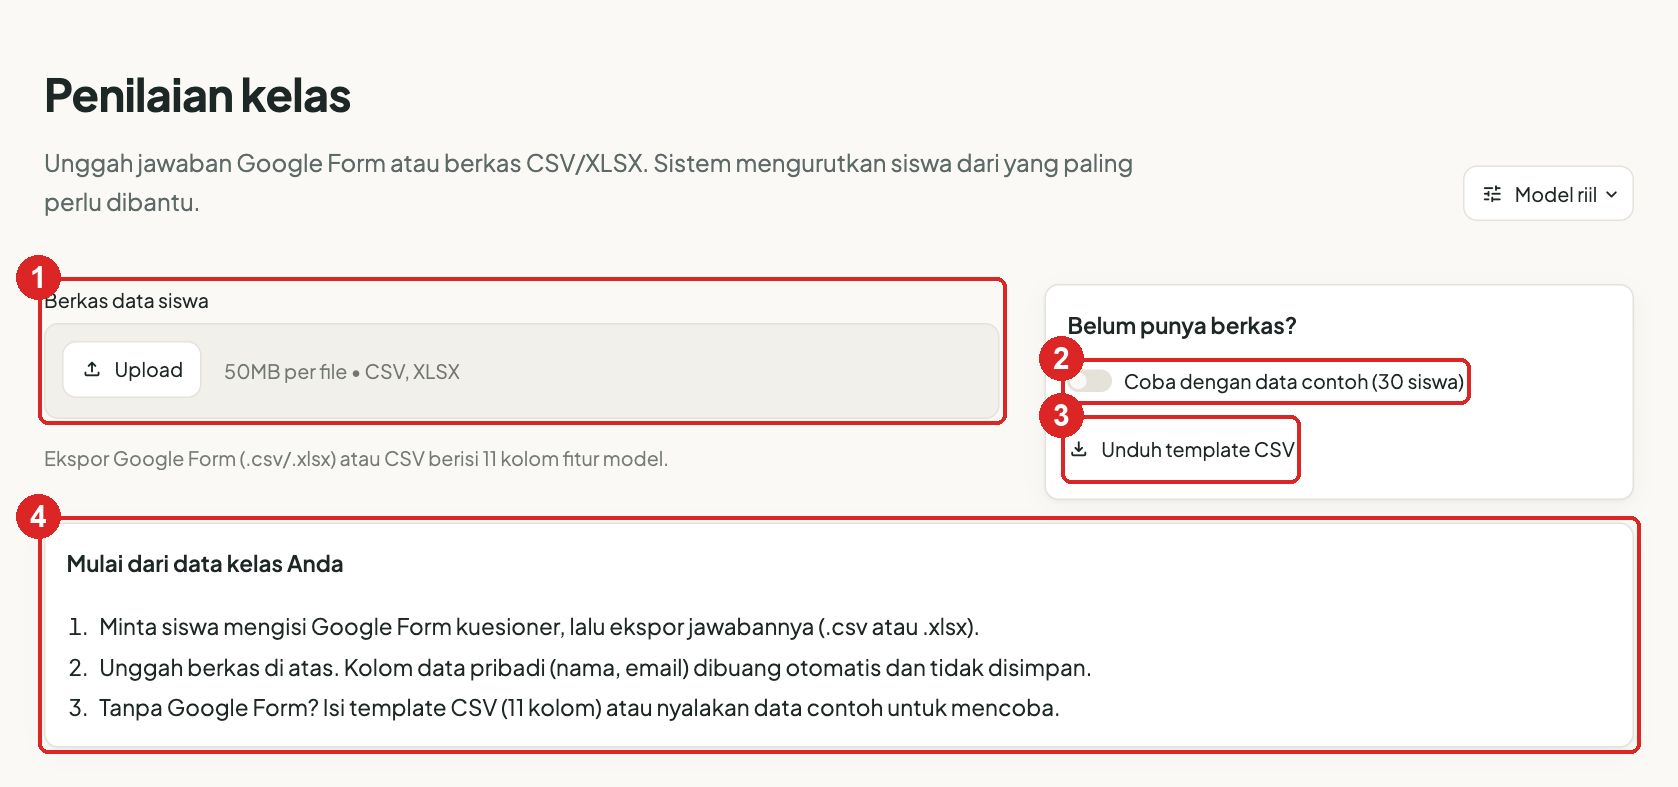 Penilaian kelas
Unggah jawaban Google Form atau berkas CSV/XLSX. Sistem mengurutkan siswa dari yang paling
perlu dibantu.
Model riil
1
Berkas data siswa
Upload
50MB per file • CSV, XLSX
Ekspor Google Form (.csv/.xlsx) atau CSV berisi 11 kolom fitur model.
Belum punya berkas?
2
Coba dengan data contoh (30 siswa)
3
Unduh template CSV
4
Mulai dari data kelas Anda
1. Minta siswa mengisi Google Form kuesioner, lalu ekspor jawabannya (.csv atau .xlsx).
2. Unggah berkas di atas. Kolom data pribadi (nama, email) dibuang otomatis dan tidak disimpan.
3. Tanpa Google Form? Isi template CSV (11 kolom) atau nyalakan data contoh untuk mencoba.